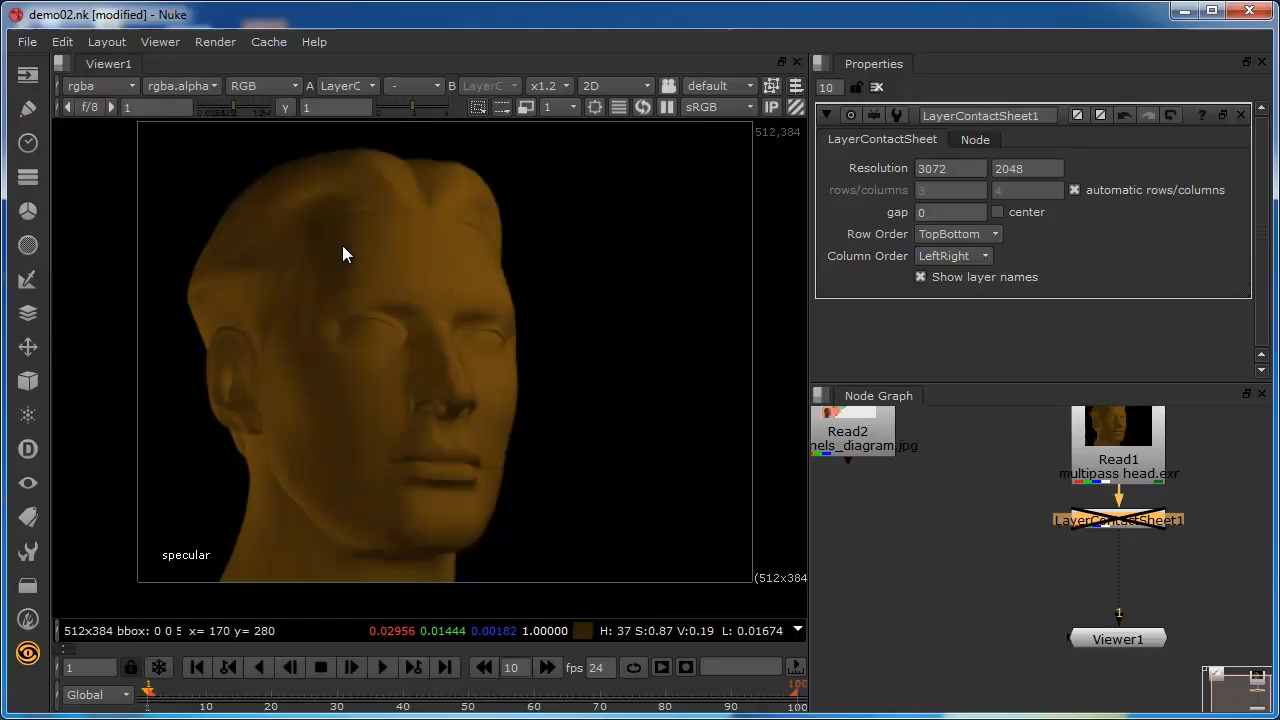 demo02.nk [modified] - Nuke
File Edit Layout Viewer Render Cache Help
Viewer1
rgba rgba.alpha RGB A LayerC - B LayerC x1.2 2D default
f/8 1 γ 1 1 sRGB IP
512,384
specular
(512x384
512x384 bbox: 0 0 5 x=170 y=280 0.02956 0.01444 0.00182 1.00000 H: 37 S:0.87 V:0.19 L: 0.01674
1 10 fps 24
Global 1 10 20 30 40 50 60 70 80 90 100 100
Properties
10
LayerContactSheet1 ?
LayerContactSheet Node
Resolution 3072 2048
rows/columns 3 4 automatic rows/columns
gap 0 center
Row Order TopBottom
Column Order LeftRight
Show layer names
Node Graph
Read2
nels_diagram.jpg
Read1
multipass head.exr
LayerContactSheet1
1
Viewer1